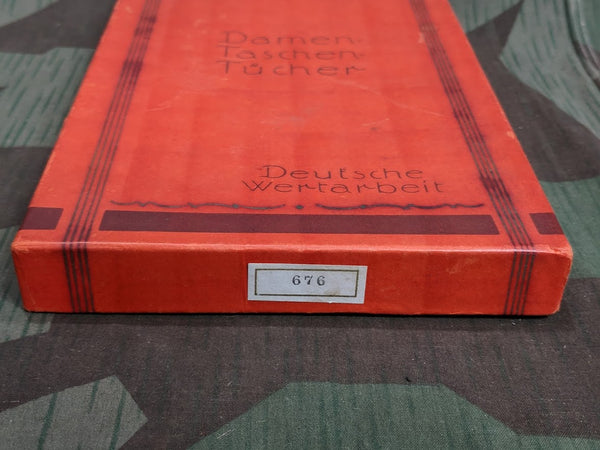 Damen-
Taschen-
Tücher
Deutsche
Wertarbeit
676